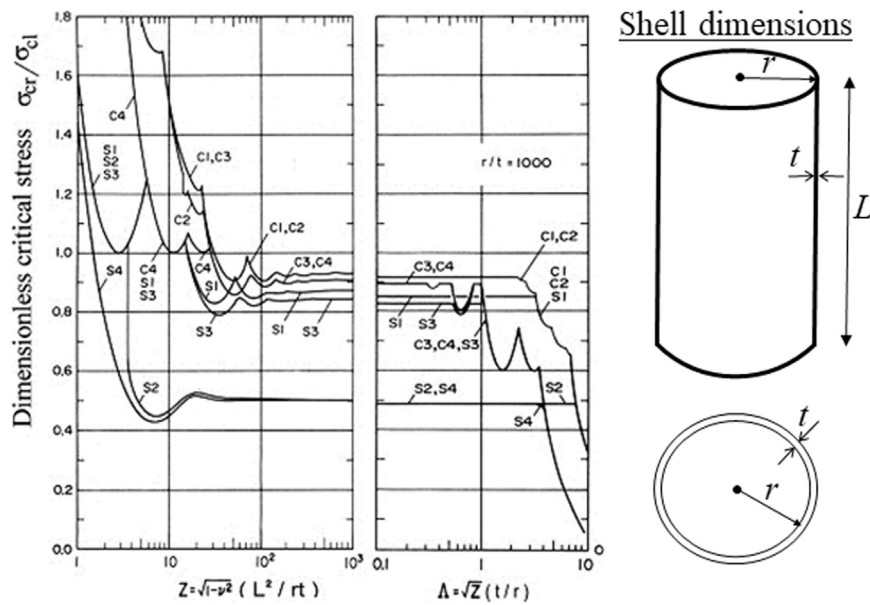 Dimensionless critical stress σcr/σcl
1.8
1.6
1.4
1.2
1.0
0.8
0.6
0.4
0.2
0.0
C4
S1
S2
S3
C1,C3
C2
S4
C4
S1
S3
C4
S1
C1,C2
C3,C4
S3
S1
S3
S2
1
10
10²
10³
Z=√1-ν² ( L²/ rt)
r/t = 1000
C1,C2
C3,C4
C1
C2
S1
S1
S3
C3,C4,S3
S2,S4
S2
S4
0.1
1
10
0
Λ=√Z (t/r)
Shell dimensions
r
t
L
t
r